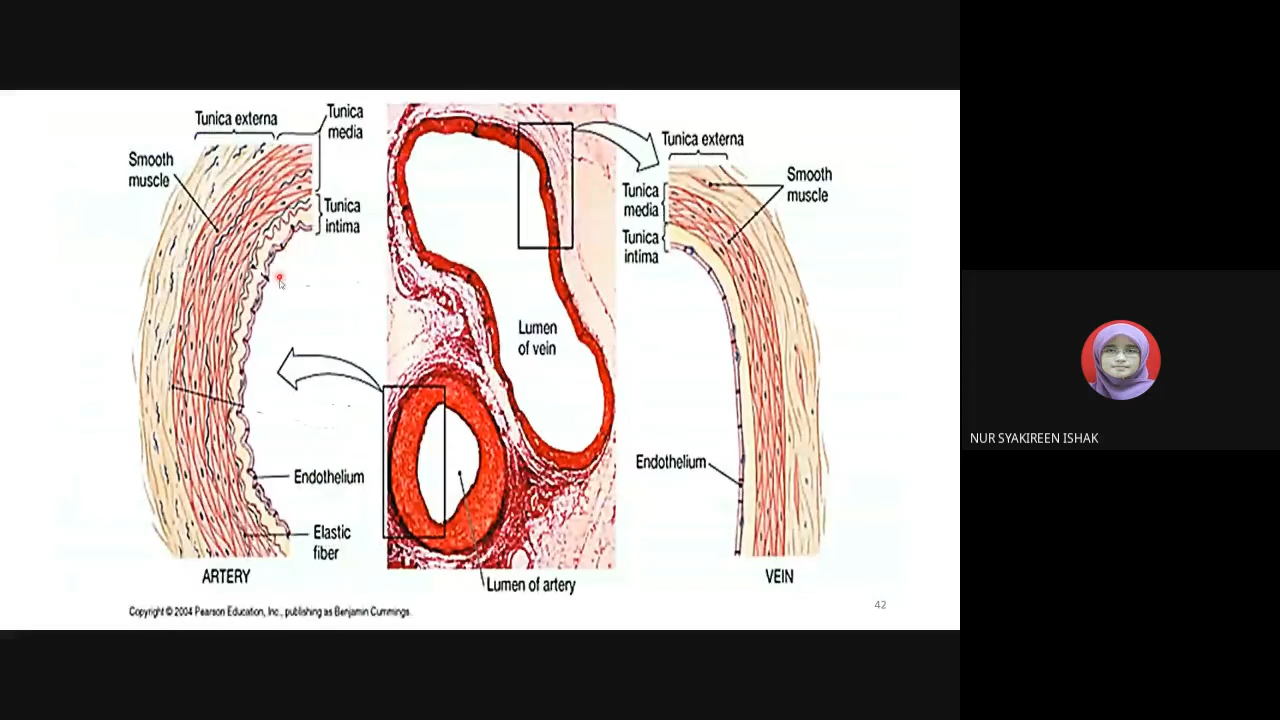 Tunica externa
Tunica
media
Smooth
muscle
Tunica
intima
Endothelium
Elastic
fiber
ARTERY
Lumen
of vein
Lumen of artery
Tunica externa
Smooth
muscle
Tunica
media
Tunica
intima
Endothelium
VEIN
Copyright © 2004 Pearson Education, Inc., publishing as Benjamin Cummings.
42
NUR SYAKIREEN ISHAK